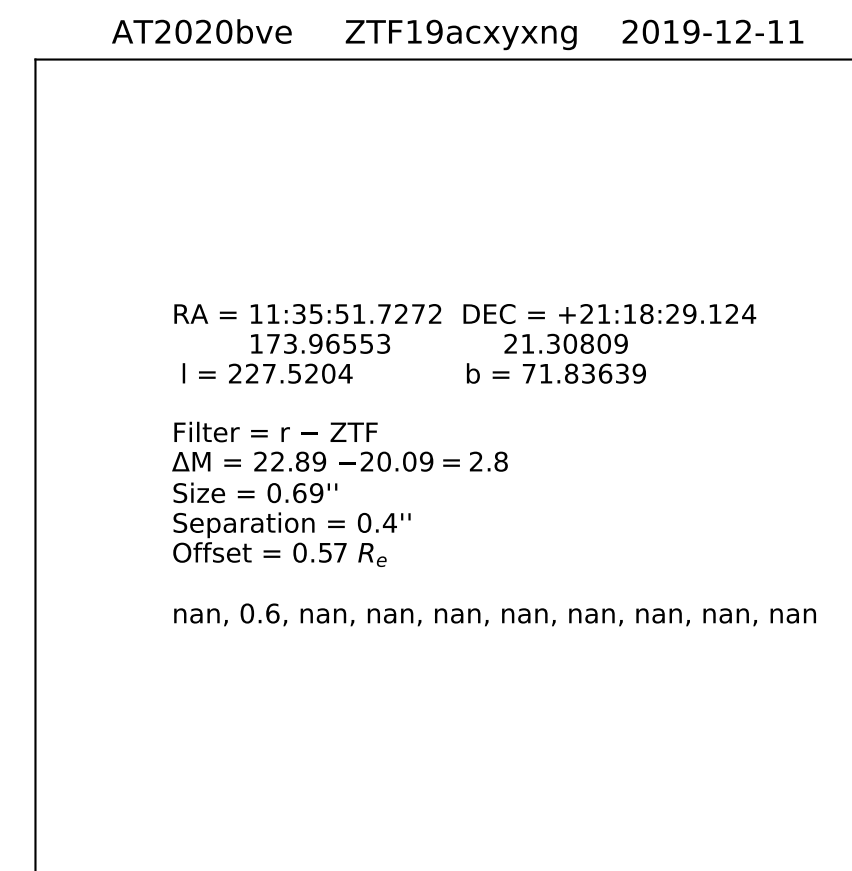 AT2020bve ZTF19acxyxng 2019-12-11
RA = 11:35:51.7272 DEC = +21:18:29.124
173.96553 21.30809
l = 227.5204 b = 71.83639
Filter = r − ZTF
ΔM = 22.89 −20.09 = 2.8
Size = 0.69''
Separation = 0.4''
Offset = 0.57 Re
nan, 0.6, nan, nan, nan, nan, nan, nan, nan, nan